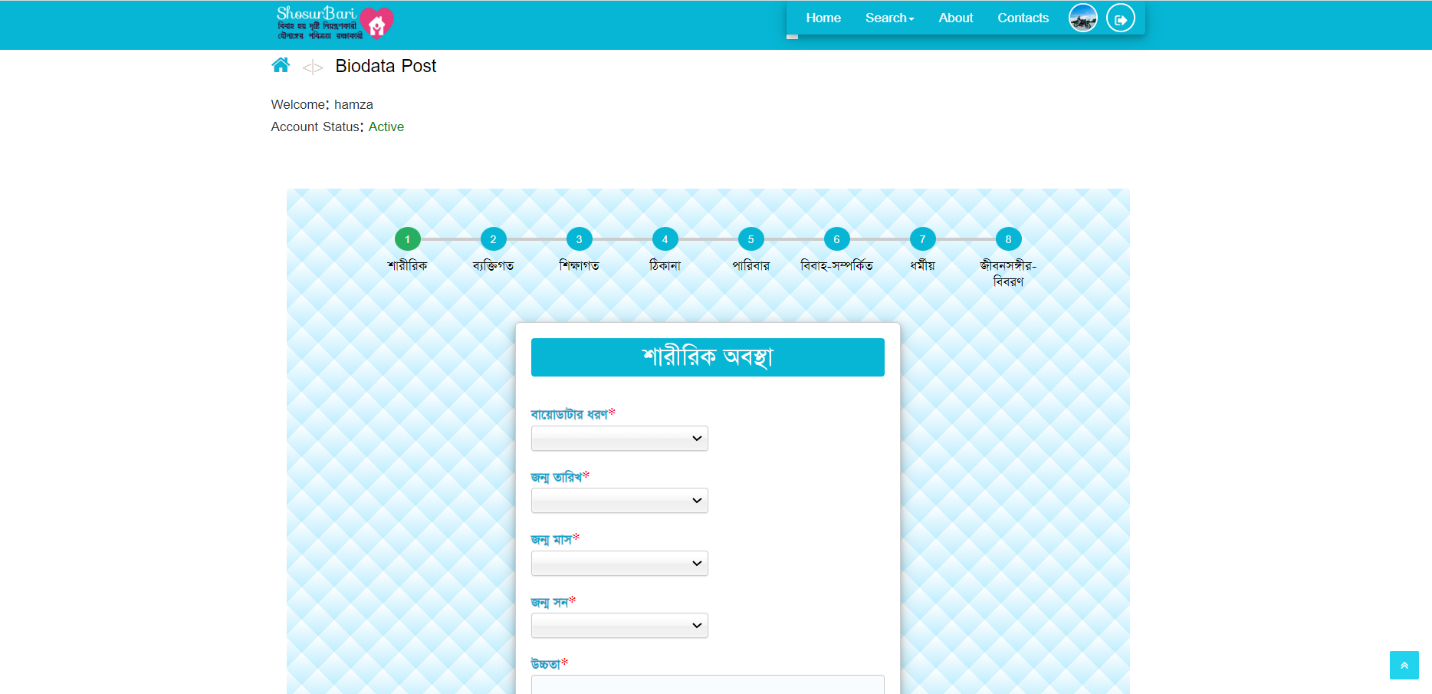 ShosurBari
Home Search About Contacts
Biodata Post
Welcome: hamza
Account Status: Active
1 2 3 4 5 6 7 8
শারীরিক ব্যক্তিগত শিক্ষাগত ঠিকানা পারিবার বিবাহ-সম্পর্কিত ধর্মীয় জীবনসঙ্গীর-
বিবরণ
শারীরিক অবস্থা
বায়োডাটার ধরণ*
জন্ম তারিখ*
জন্ম মাস*
জন্ম সন*
উচ্চতা*